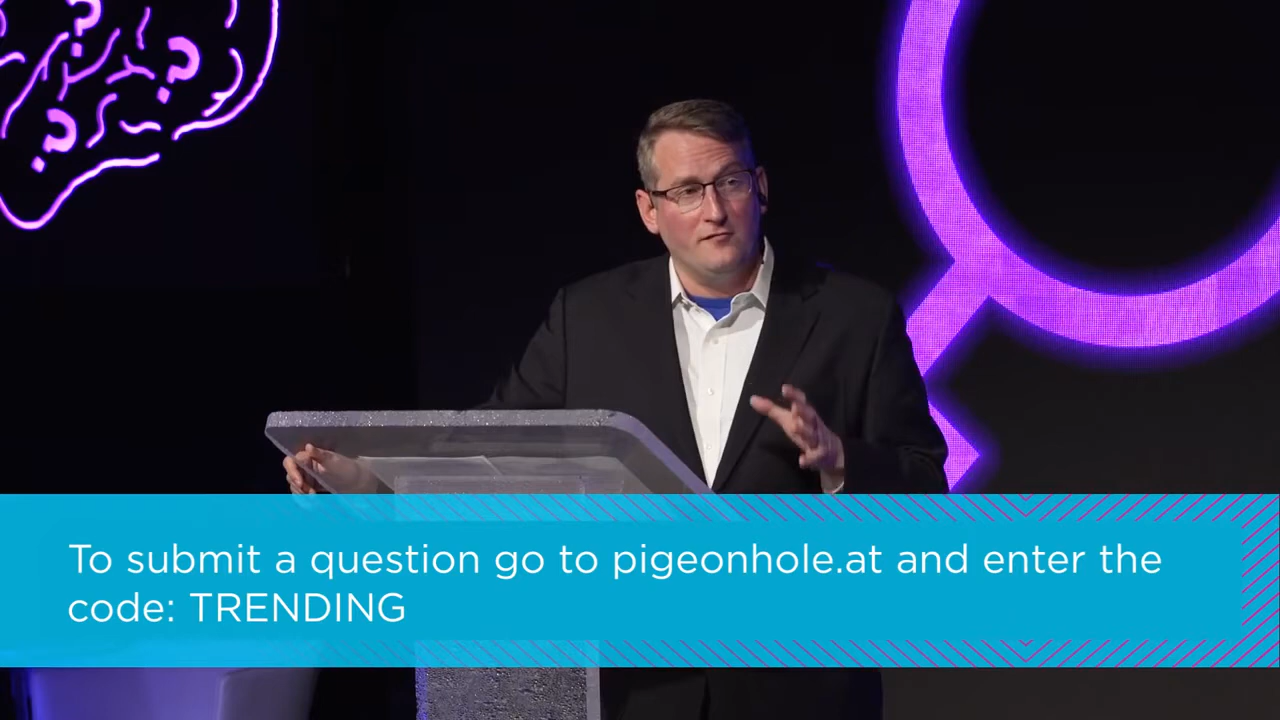 To submit a question go to pigeonhole.at and enter the
code: TRENDING